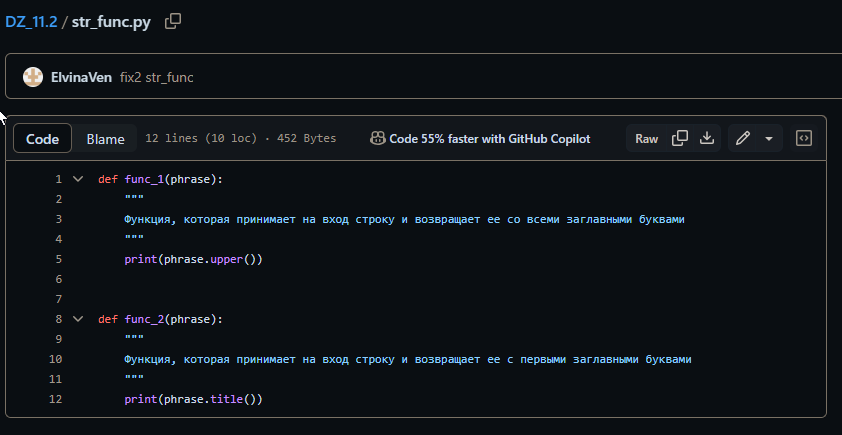 DZ_11.2 / str_func.py
ElvinaVen fix2 str_func
Code Blame 12 lines (10 loc) · 452 Bytes Code 55% faster with GitHub Copilot Raw
1 def func_1(phrase):
2 """
3 Функция, которая принимает на вход строку и возвращает ее со всеми заглавными буквами
4 """
5 print(phrase.upper())
6
7
8 def func_2(phrase):
9 """
10 Функция, которая принимает на вход строку и возвращает ее с первыми заглавными буквами
11 """
12 print(phrase.title())